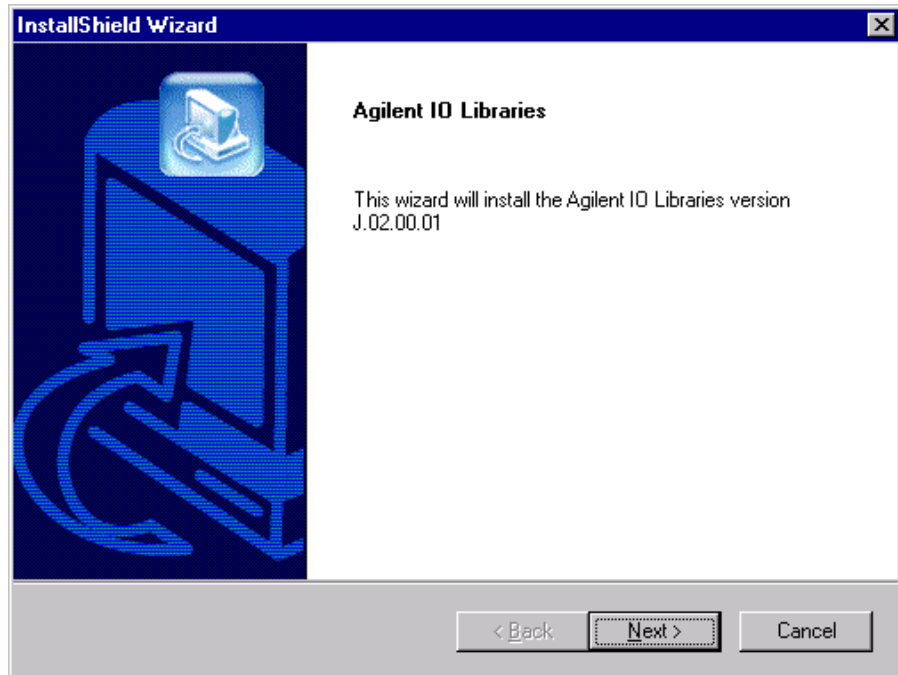 InstallShield Wizard
Agilent IO Libraries
This wizard will install the Agilent IO Libraries version
J.02.00.01
< Back
Next >
Cancel